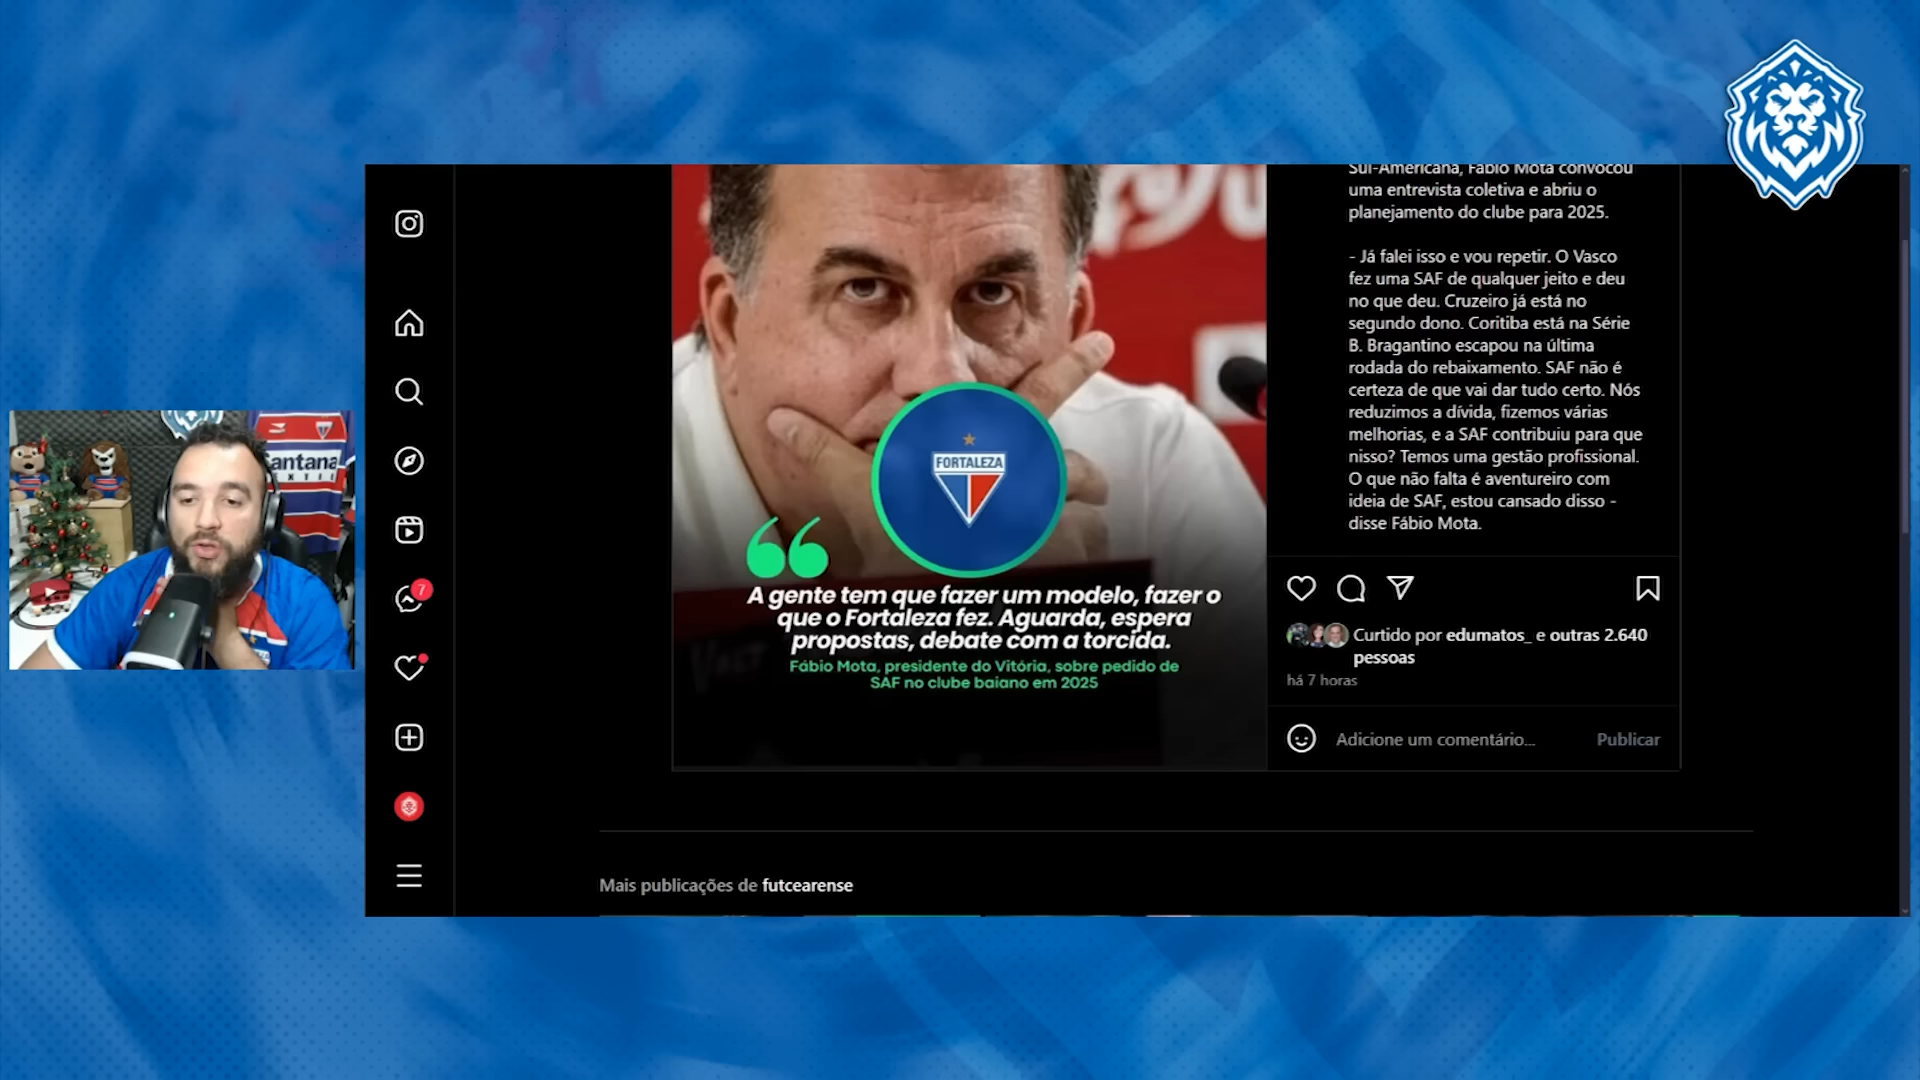 Sul-Americana, Fábio Mota convocou
uma entrevista coletiva e abriu o
planejamento do clube para 2025.
- Já falei isso e vou repetir. O Vasco
fez uma SAF de qualquer jeito e deu
no que deu. Cruzeiro já está no
segundo dono. Coritiba está na Série
B. Bragantino escapou na última
rodada do rebaixamento. SAF não é
certeza de que vai dar tudo certo. Nós
reduzimos a dívida, fizemos várias
melhorias, e a SAF contribuiu para que
nisso? Temos uma gestão profissional.
O que não falta é aventureiro com
ideia de SAF, estou cansado disso -
disse Fábio Mota.
FORTALEZA
A gente tem que fazer um modelo, fazer o
que o Fortaleza fez. Aguarda, espera
propostas, debate com a torcida.
Fábio Mota, presidente do Vitória, sobre pedido de
SAF no clube baiano em 2025
7
Curtido por edumatos_ e outras 2.640
pessoas
há 7 horas
Adicione um comentário...
Publicar
Mais publicações de futcearense
antana